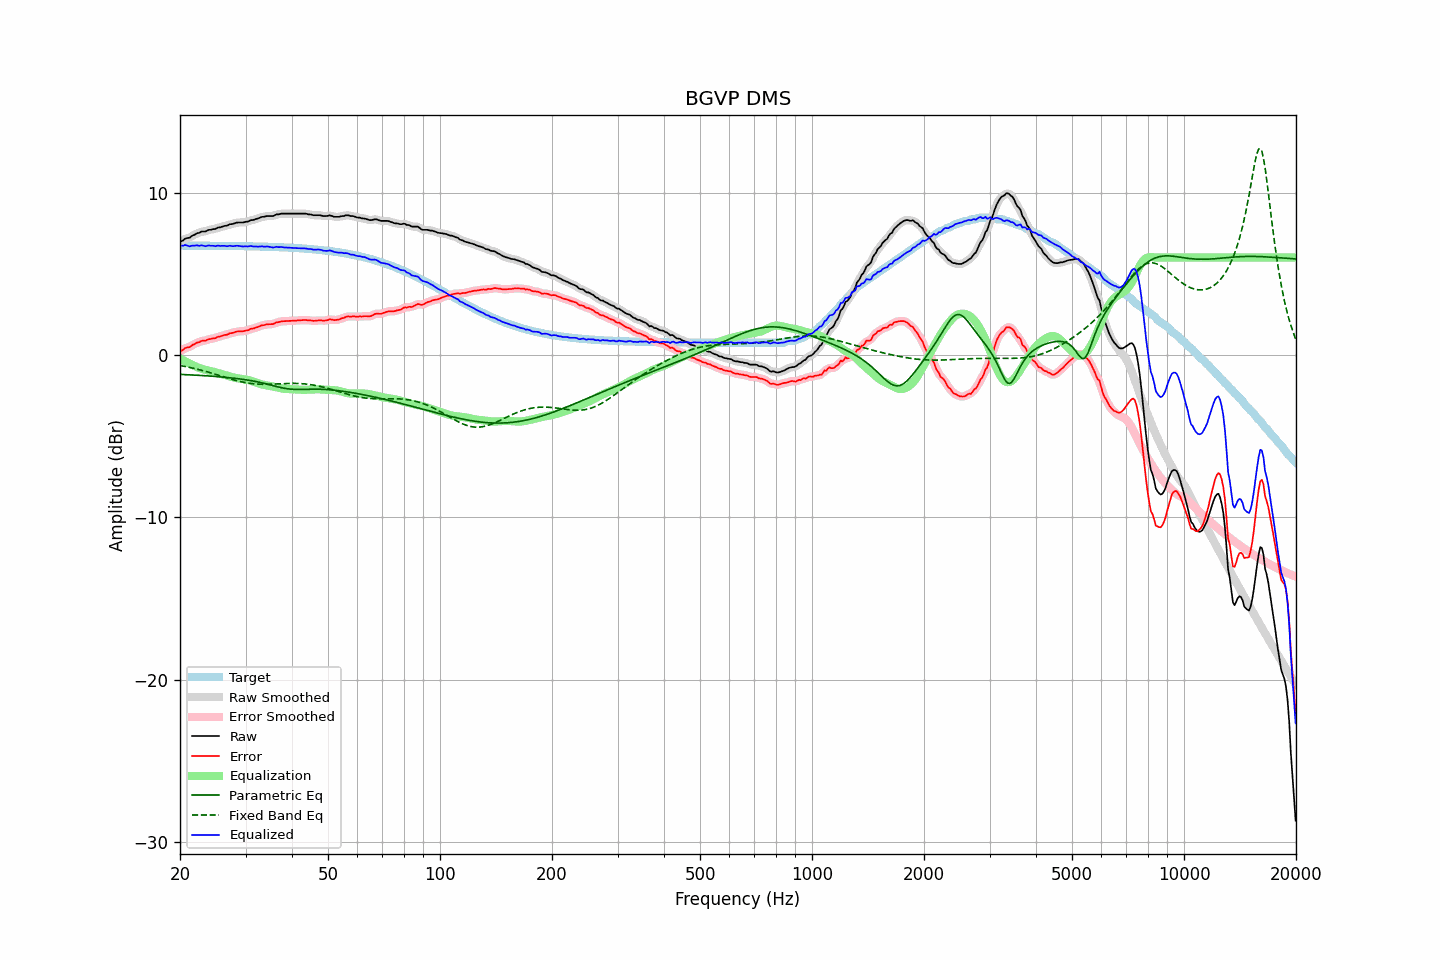 BGVP DMS
Amplitude (dBr)
10
0
−10
−20
−30
Target
Raw Smoothed
Error Smoothed
Raw
Error
Equalization
Parametric Eq
Fixed Band Eq
Equalized
20 50 100 200 500 1000 2000 5000 10000 20000
Frequency (Hz)